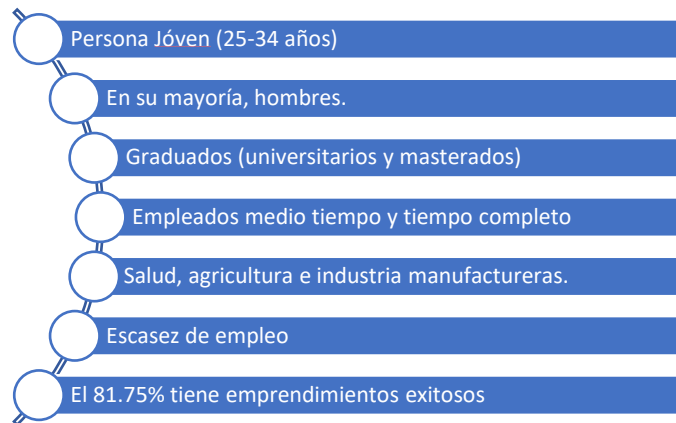 Persona Jóven (25-34 años)
En su mayoría, hombres.
Graduados (universitarios y masterados)
Empleados medio tiempo y tiempo completo
Salud, agricultura e industria manufactureras.
Escasez de empleo
El 81.75% tiene emprendimientos exitosos